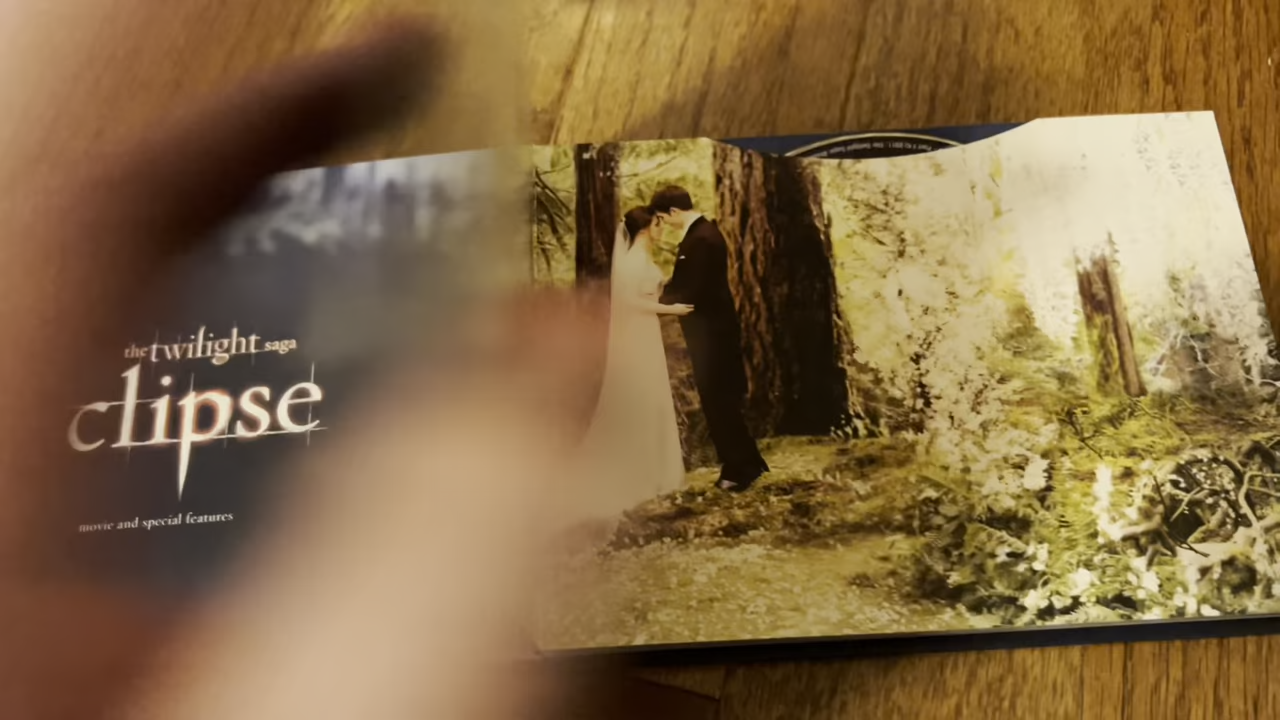 the twilight saga
clipse
movie and special features